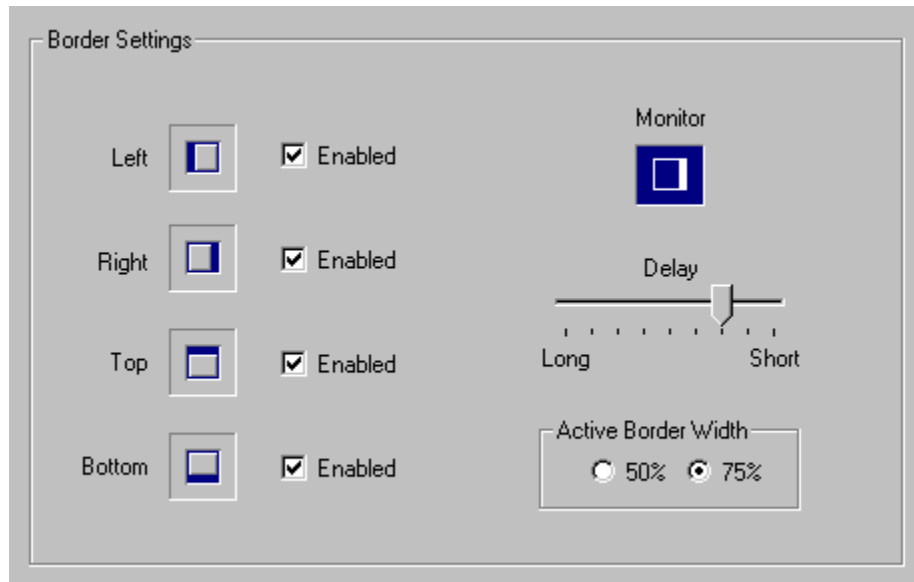 Border Settings
Left
Enabled
Right
Enabled
Top
Enabled
Bottom
Enabled
Monitor
Delay
Long Short
Active Border Width
50% 75%